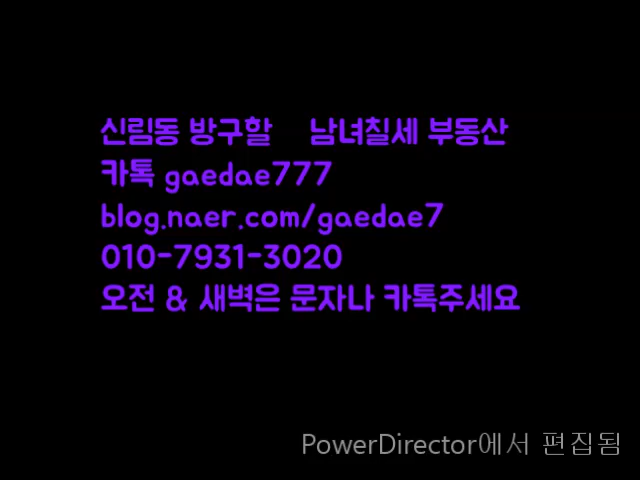 신림동 방구할 남녀칠세 부동산
카톡 gaedae777
blog.naer.com/gaedae7
010-7931-3020
오전 & 새벽은 문자나 카톡주세요
PowerDirector에서 편집됨